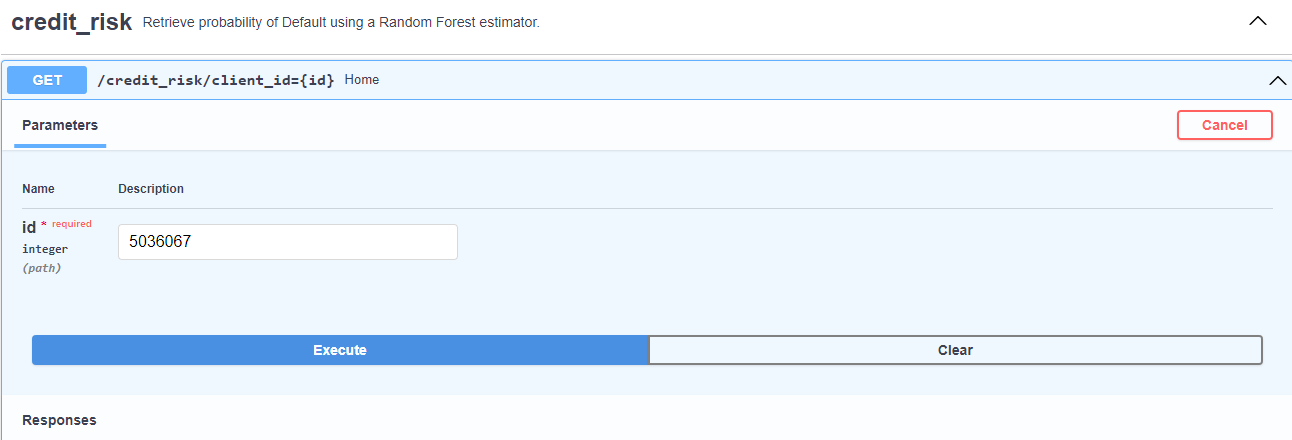 credit_risk Retrieve probability of Default using a Random Forest estimator.
GET /credit_risk/client_id={id} Home
Parameters Cancel
Name Description
id * required
integer
(path)
5036067
Execute Clear
Responses